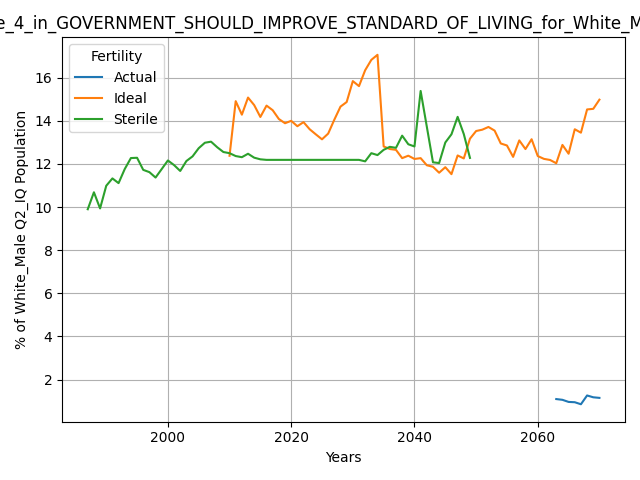 e_4_in_GOVERNMENT_SHOULD_IMPROVE_STANDARD_OF_LIVING_for_White_M
Fertility
Actual
Ideal
Sterile
% of White_Male Q2_IQ Population
16
14
12
10
8
6
4
2
2000 2020 2040 2060
Years